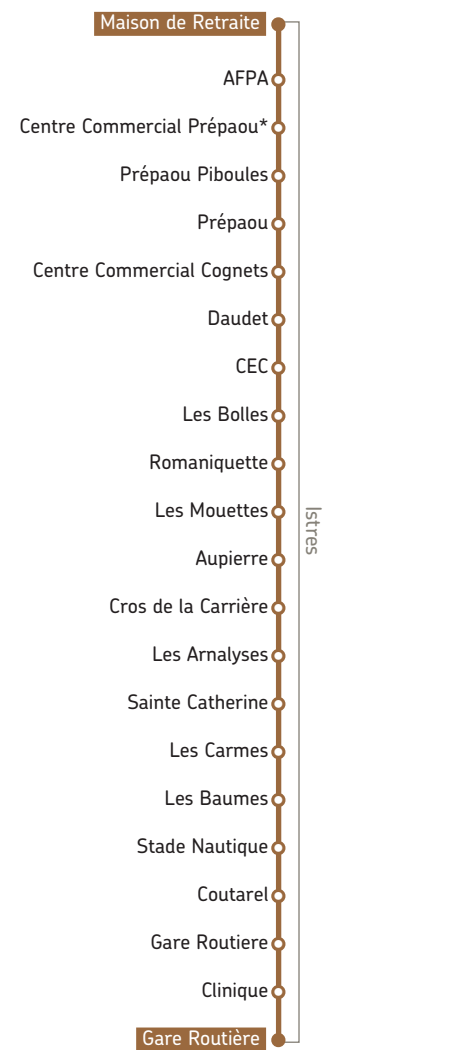 Maison de Retraite
AFPA
Centre Commercial Prépaou*
Prépaou Piboules
Prépaou
Centre Commercial Cognets
Daudet
CEC
Les Bolles
Romaniquette
Les Mouettes
Istres
Aupierre
Cros de la Carrière
Les Arnalyses
Sainte Catherine
Les Carmes
Les Baumes
Stade Nautique
Coutarel
Gare Routiere
Clinique
Gare Routière